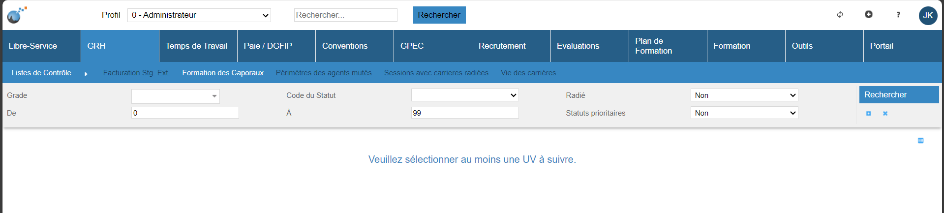 Profil 0 - Administrateur Rechercher... Rechercher ? JK
Libre-Service GRH Temps de Travail Paie / DGFIP Conventions GPEC Recrutement Evaluations Plan de Formation Formation Outils Portail
Listes de Contrôle Facturation Stg. Ext. Formation des Caporaux Périmètres des agents mutés Sessions avec carrières radiées Vie des carrières
Grade Code du Statut Radié Non Rechercher
De 0 À 99 Statuts prioritaires Non
Veuillez sélectionner au moins une UV à suivre.